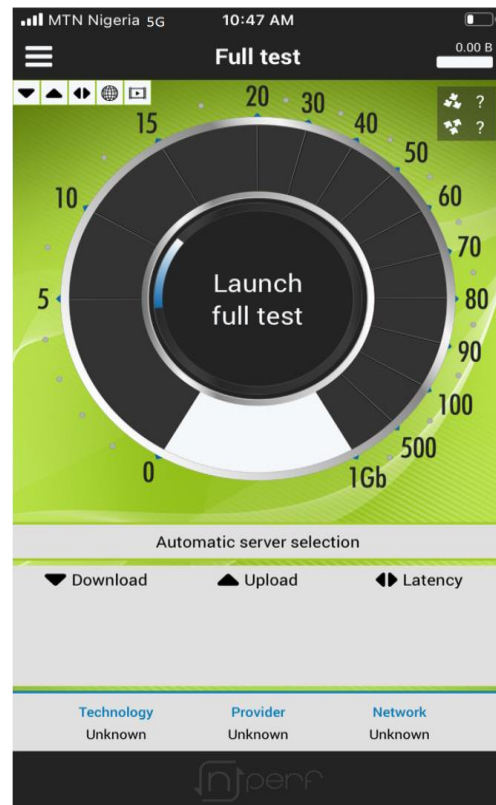 MTN Nigeria 5G 10:47 AM
Full test 0.00 B
? 
?
20
30
15
40
50
10
60
70
5
80
90
100
500
0
1Gb
Launch
full test
Automatic server selection
Download Upload Latency
Technology Provider Network
Unknown Unknown Unknown
nperf